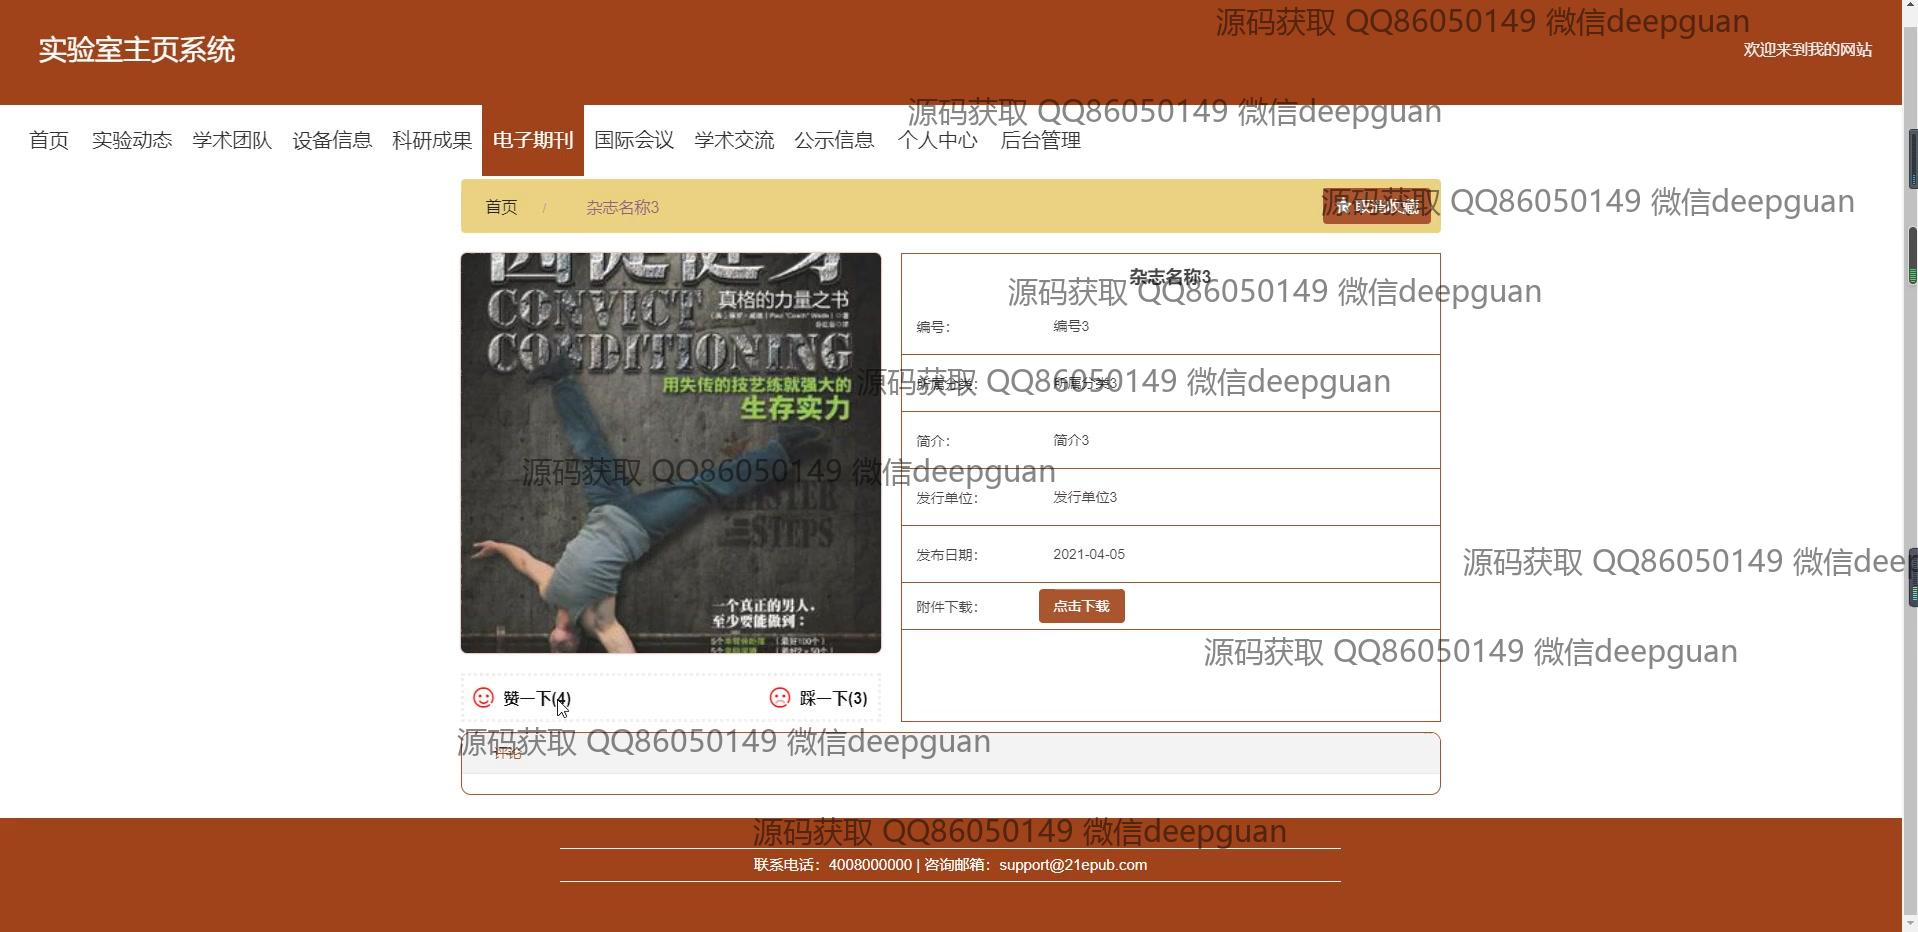 源码获取 QQ86050149 微信deepguan
实验室主页系统
欢迎来到我的网站
源码获取 QQ86050149 微信deepguan
首页 实验动态 学术团队 设备信息 科研成果 电子期刊 国际会议 学术交流 公示信息 个人中心 后台管理
首页 / 杂志名称3
取消收藏
源码获取 QQ86050149 微信deepguan
杂志名称3
源码获取 QQ86050149 微信deepguan
真格的力量之书
CONVICT
CONDITIONING
用失传的技艺练就强大的
生存实力
一个真正的男人，
至少要能做到：
编号： 编号3
所属分类： 所属分类3
源码获取 QQ86050149 微信deepguan
简介： 简介3
源码获取 QQ86050149 微信deepguan
发行单位： 发行单位3
发布日期： 2021-04-05
源码获取 QQ86050149 微信deep
附件下载： 点击下载
源码获取 QQ86050149 微信deepguan
赞一下(4) 踩一下(3)
源码获取 QQ86050149 微信deepguan
评论
源码获取 QQ86050149 微信deepguan
联系电话：4008000000 | 咨询邮箱：support@21epub.com